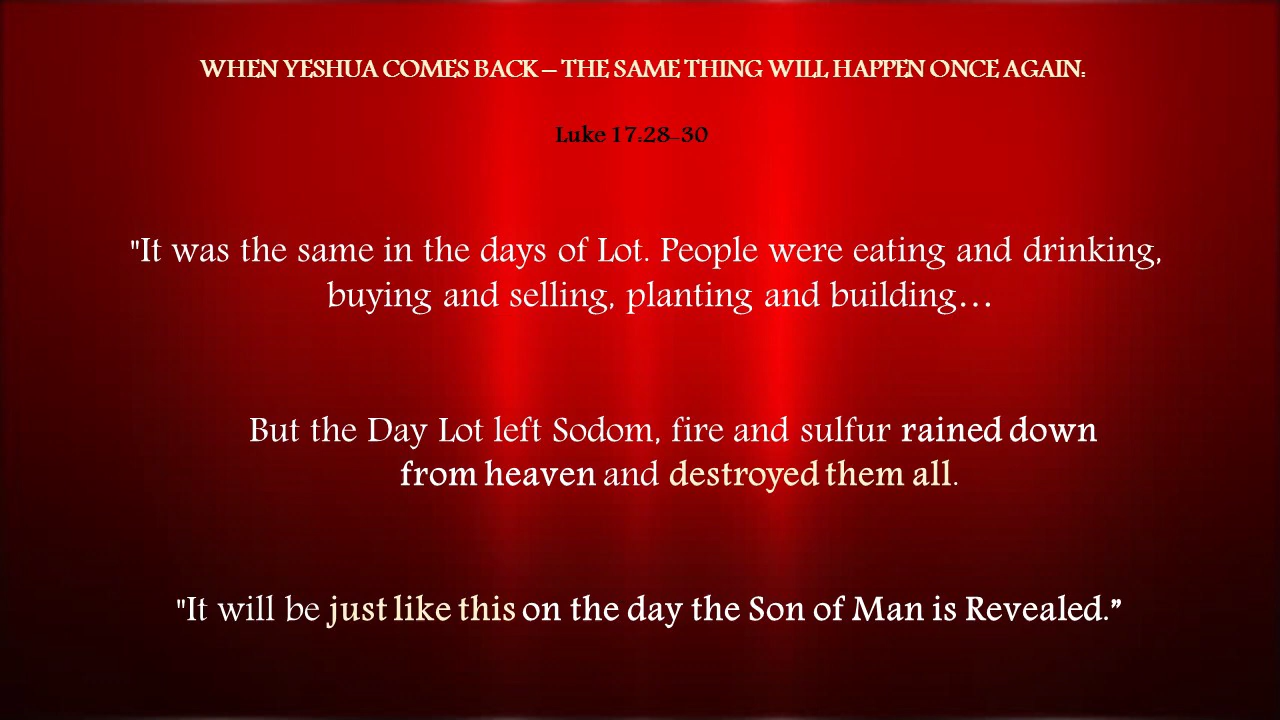 WHEN YESHUA COMES BACK – THE SAME THING WILL HAPPEN ONCE AGAIN:
Luke 17:28-30
"It was the same in the days of Lot. People were eating and drinking,
buying and selling, planting and building…
But the Day Lot left Sodom, fire and sulfur rained down
from heaven and destroyed them all.
"It will be just like this on the day the Son of Man is Revealed.”